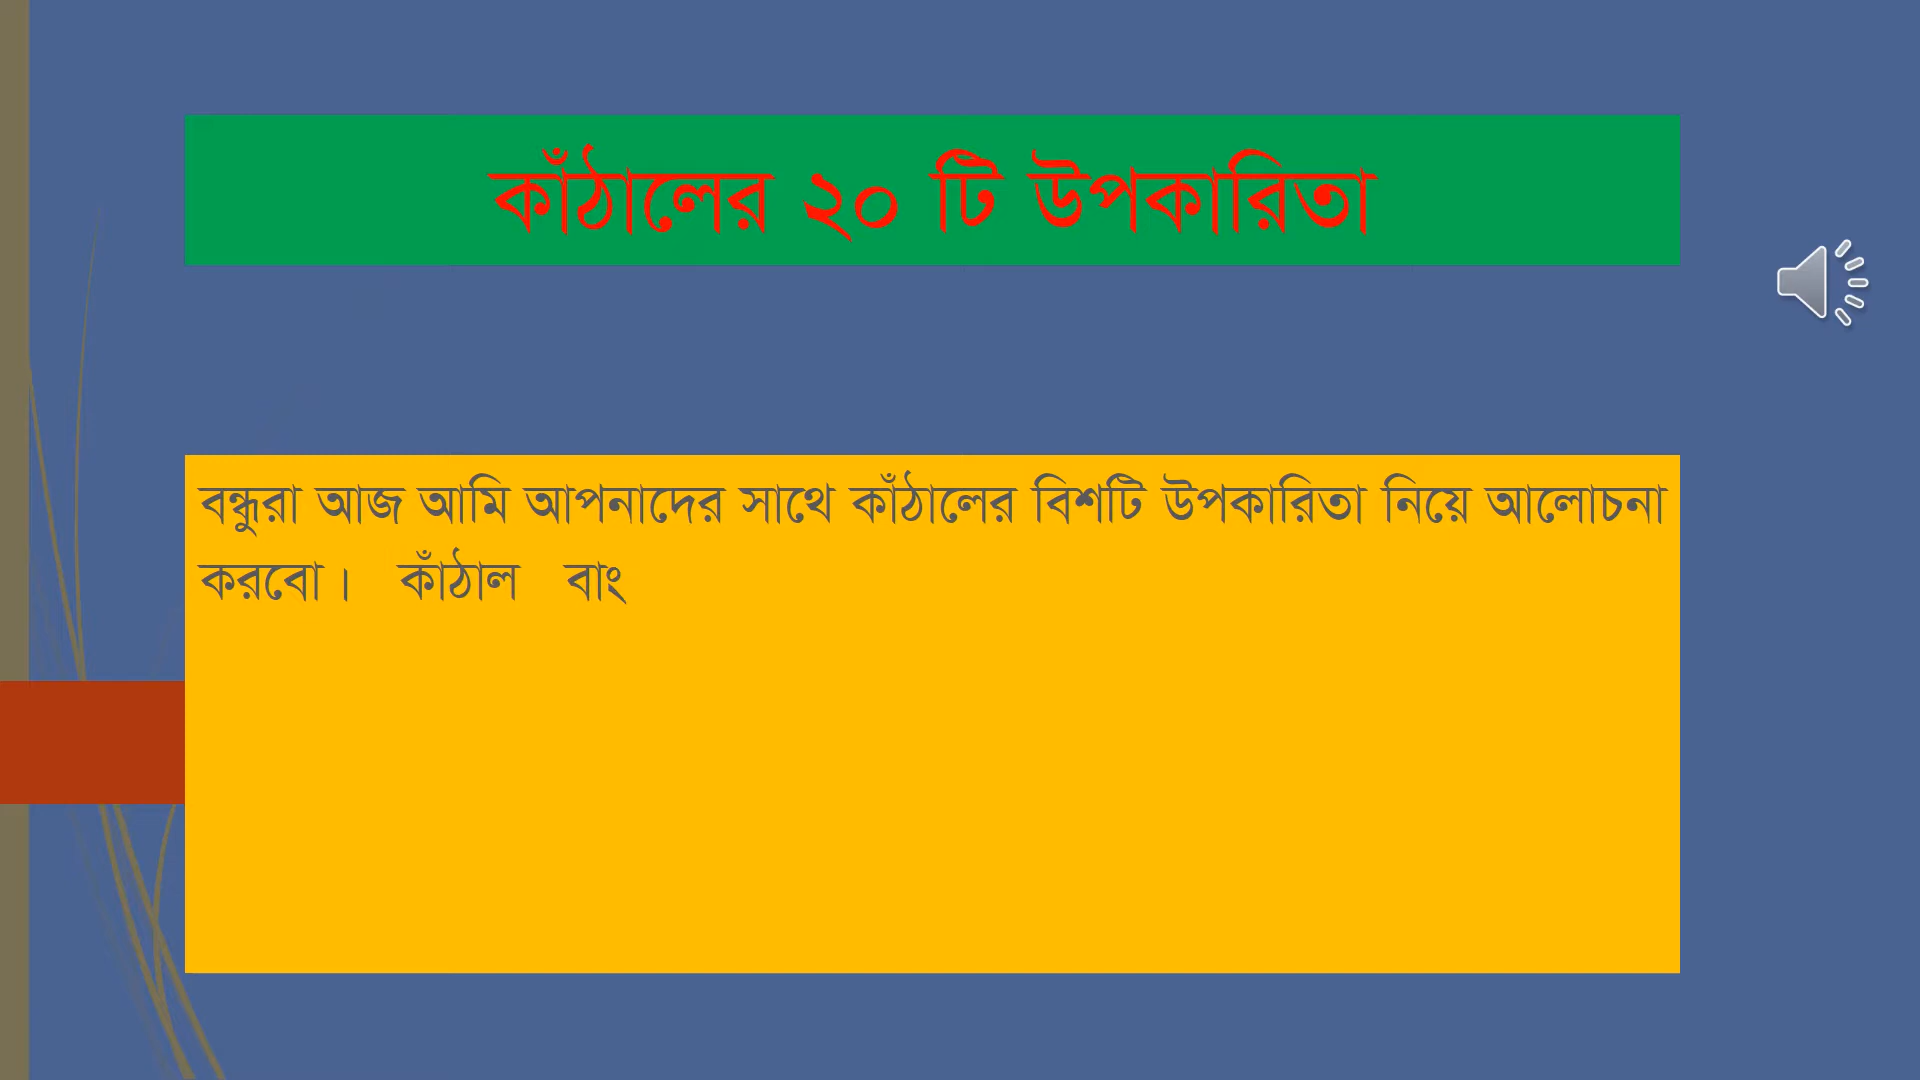 কাঁঠালের ২০ টি উপকারিতা
বন্ধুরা আজ আমি আপনাদের সাথে কাঁঠালের বিশটি উপকারিতা নিয়ে আলোচনা
করবো। কাঁঠাল বাং